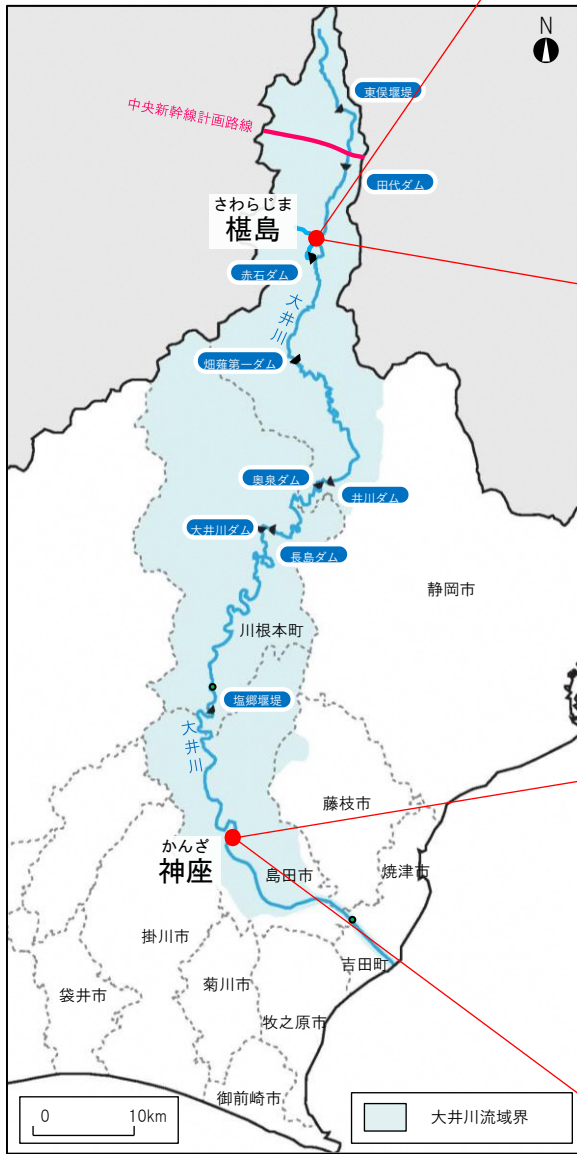 N
東俣堰堤
中央新幹線計画路線
田代ダム
さわらじま
椹島
赤石ダム
大井川
畑薙第一ダム
奥泉ダム
井川ダム
大井川ダム
長島ダム
静岡市
川根本町
塩郷堰堤
大井川
藤枝市
かんざ
神座
島田市
焼津市
掛川市
吉田町
袋井市
菊川市
牧之原市
御前崎市
0 10km
大井川流域界